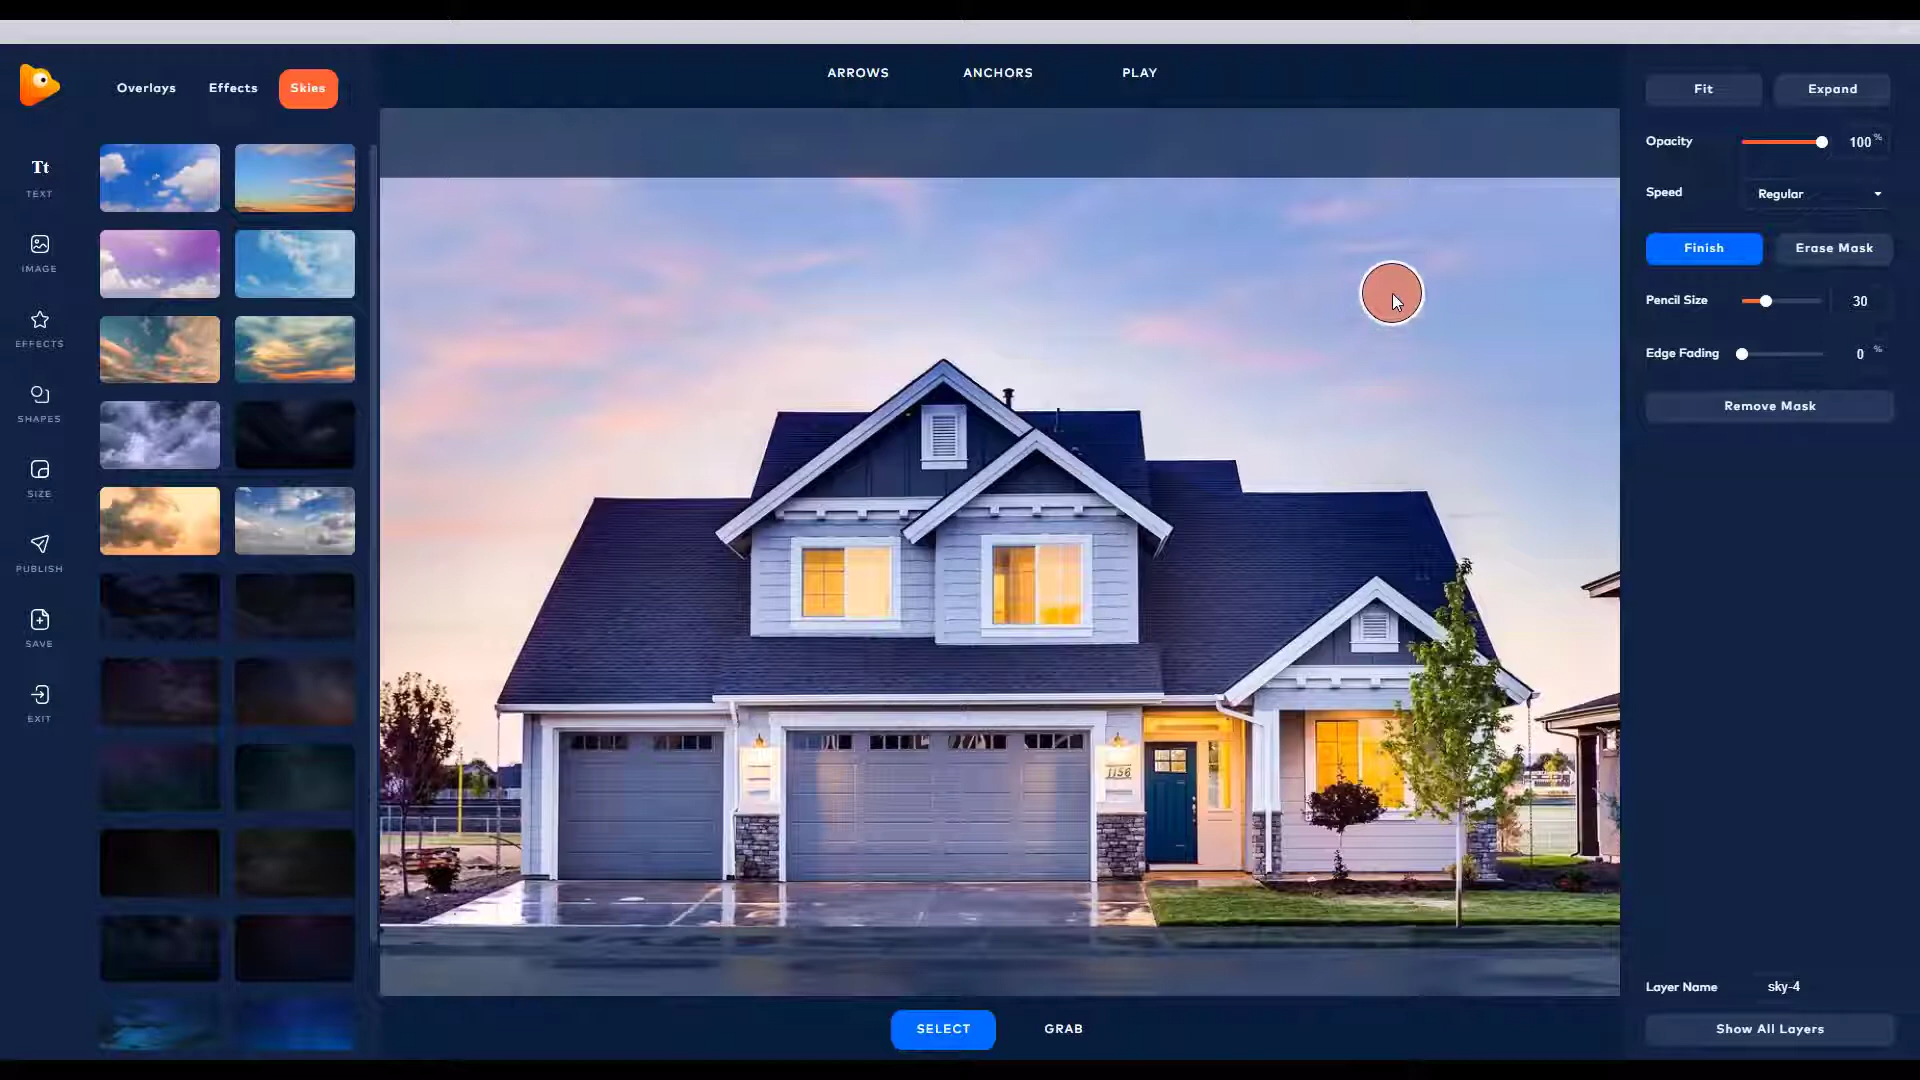 ARROWS
ANCHORS
PLAY
Overlays
Effects
Skies
Tt
TEXT
IMAGE
EFFECTS
SHAPES
SIZE
PUBLISH
SAVE
EXIT
1156
Fit
Expand
Opacity
100 %
Speed
Regular
Finish
Erase Mask
Pencil Size
30
Edge Fading
0 %
Remove Mask
Layer Name
sky-4
Show All Layers
SELECT
GRAB